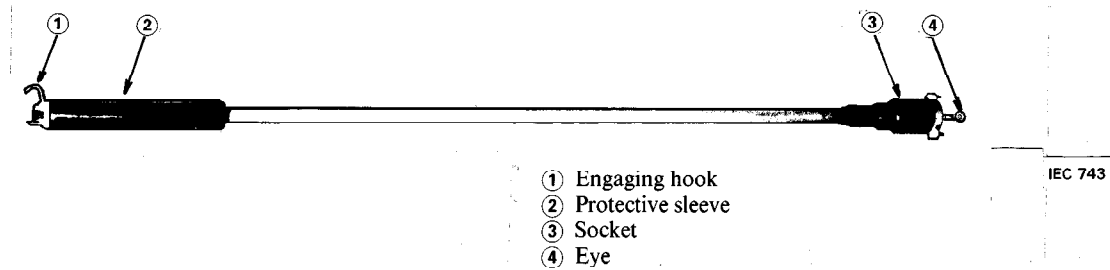 ① ② ③ ④
IEC 743
① Engaging hook
② Protective sleeve
③ Socket
④ Eye